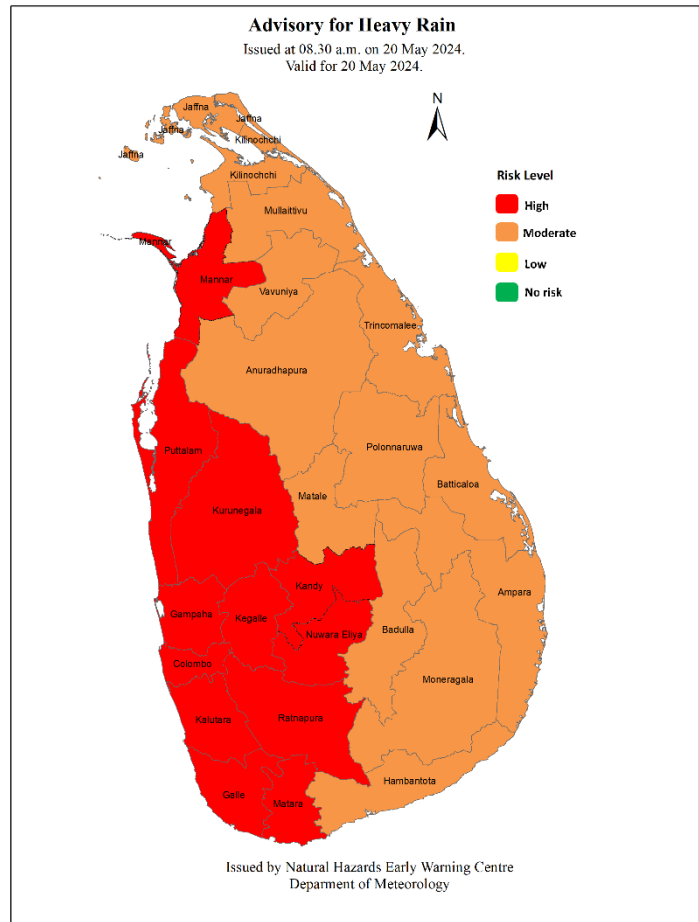 Advisory for Heavy Rain
Issued at 08.30 a.m. on 20 May 2024.
Valid for 20 May 2024.
N
Jaffna
Jaffna
Jaffna
Kilinochchi
Jaffna
Kilinochchi
Mullaittivu
Risk Level
High
Moderate
Low
No risk
Mannar
Mannar
Vavuniya
Trincomalee
Anuradhapura
Puttalam
Polonnaruwa
Batticaloa
Matale
Kurunagala
Kandy
Ampara
Gampaha
Kegalle
Nuwara Eliya
Badulla
Colombo
Moneragala
Kalutara
Ratnapura
Hambantota
Galle
Matara
Issued by Natural Hazards Early Warning Centre
Deparment of Meteorology